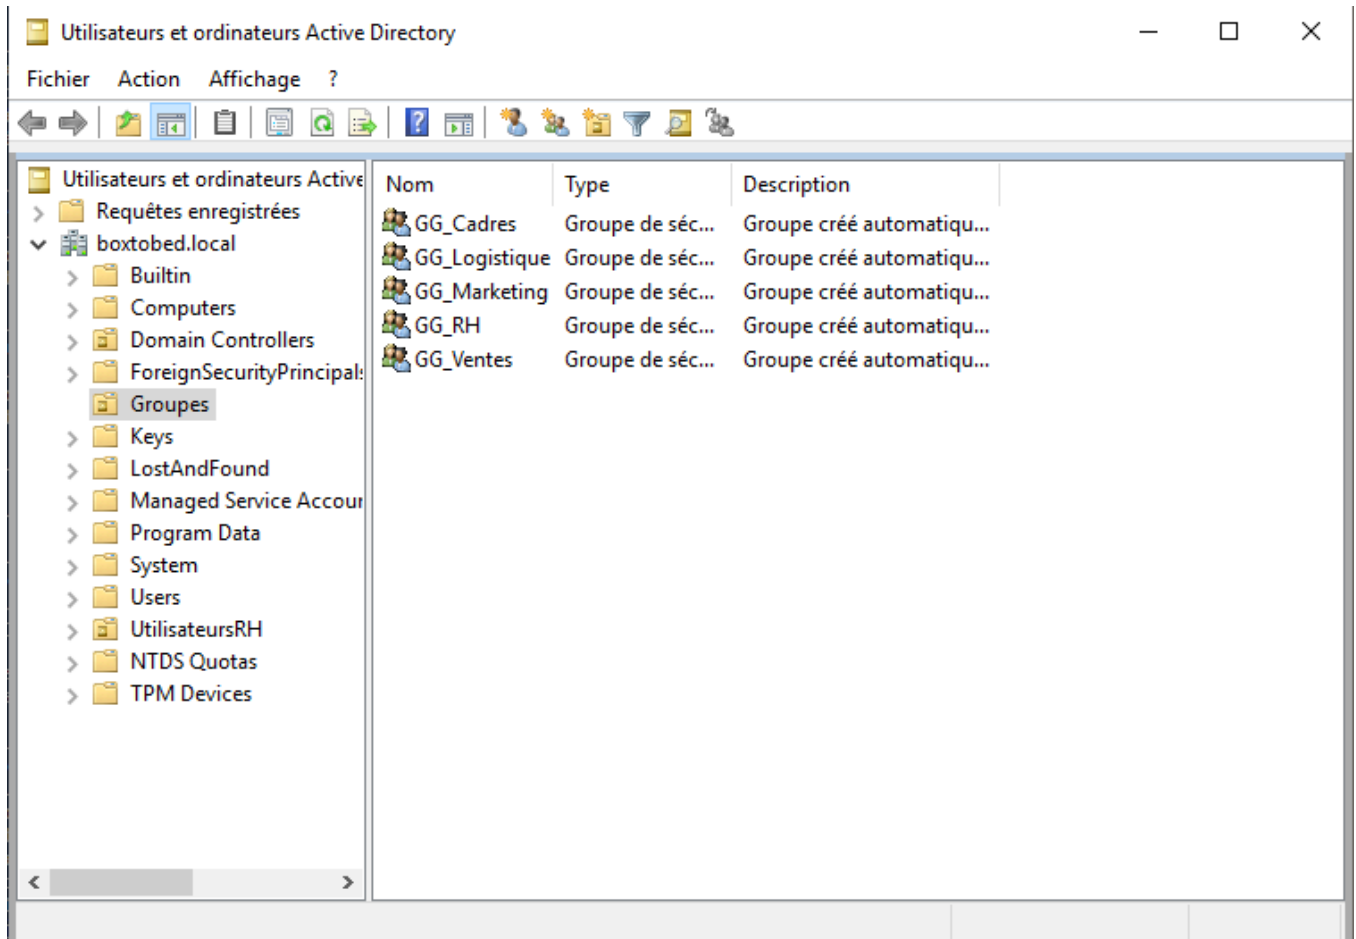 Utilisateurs et ordinateurs Active Directory
Fichier Action Affichage ?
Utilisateurs et ordinateurs Active
Requêtes enregistrées
boxtobed.local
Builtin
Computers
Domain Controllers
ForeignSecurityPrincipals
Groupes
Keys
LostAndFound
Managed Service Accour
Program Data
System
Users
UtilisateursRH
NTDS Quotas
TPM Devices
Nom Type Description
GG_Cadres Groupe de séc... Groupe créé automatiqu...
GG_Logistique Groupe de séc... Groupe créé automatiqu...
GG_Marketing Groupe de séc... Groupe créé automatiqu...
GG_RH Groupe de séc... Groupe créé automatiqu...
GG_Ventes Groupe de séc... Groupe créé automatiqu...